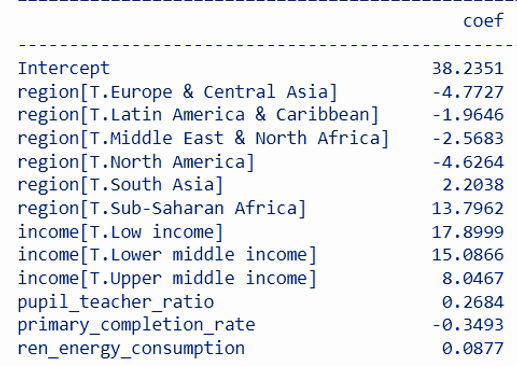 coef
Intercept 38.2351
region[T.Europe & Central Asia] -4.7727
region[T.Latin America & Caribbean] -1.9646
region[T.Middle East & North Africa] -2.5683
region[T.North America] -4.6264
region[T.South Asia] 2.2038
region[T.Sub-Saharan Africa] 13.7962
income[T.Low income] 17.8999
income[T.Lower middle income] 15.0866
income[T.Upper middle income] 8.0467
pupil_teacher_ratio 0.2684
primary_completion_rate -0.3493
ren_energy_consumption 0.0877